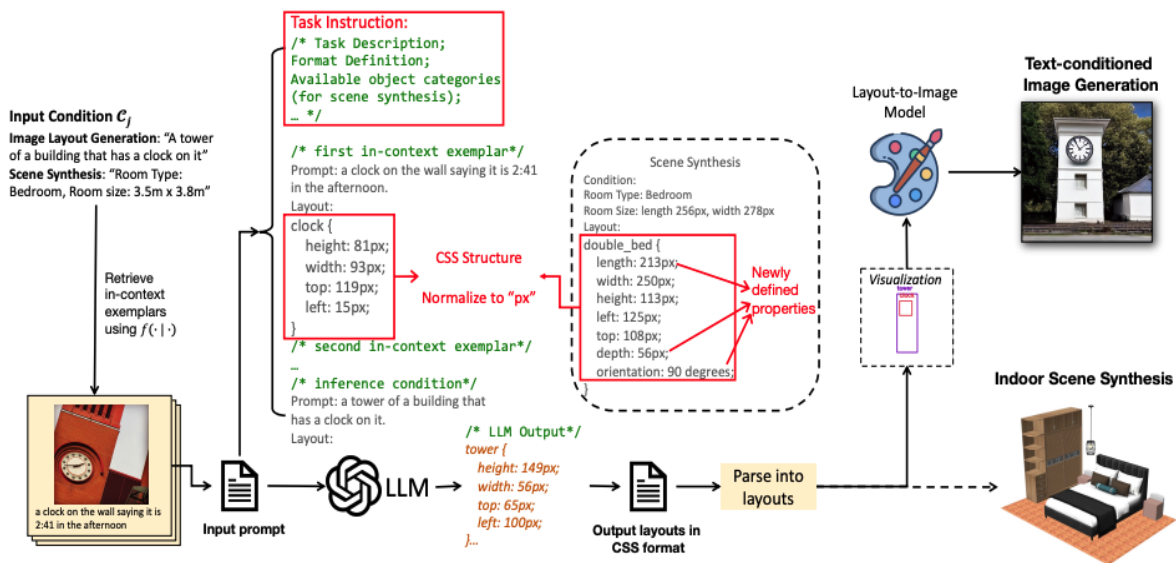 Input Condition 𝒞j
Image Layout Generation: “A tower
of a building that has a clock on it”
Scene Synthesis: “Room Type:
Bedroom, Room size: 3.5m x 3.8m”
Retrieve
in-context
exemplars
using f(· | ·)
a clock on the wall saying it is
2:41 in the afternoon
Input prompt
Task Instruction:
/* Task Description;
Format Definition;
Available object categories
(for scene synthesis);
… */
/* first in-context exemplar*/
Prompt: a clock on the wall saying it is 2:41
in the afternoon.
Layout:
clock {
height: 81px;
width: 93px;
top: 119px;
left: 15px;
}
/* second in-context exemplar*/
…
/* inference condition*/
Prompt: a tower of a building that
has a clock on it.
Layout:
CSS Structure
Normalize to “px”
Scene Synthesis
Condition:
Room Type: Bedroom
Room Size: length 256px, width 278px
Layout:
double_bed {
length: 213px;
width: 250px;
height: 113px;
left: 125px;
top: 108px;
depth: 56px;
orientation: 90 degrees;
}
Newly
defined
properties
LLM
/* LLM Output*/
tower {
height: 149px;
width: 56px;
top: 65px;
left: 100px;
}…
Output layouts in
CSS format
Parse into
layouts
Visualization
tower
clock
Layout-to-Image
Model
Text-conditioned
Image Generation
Indoor Scene Synthesis